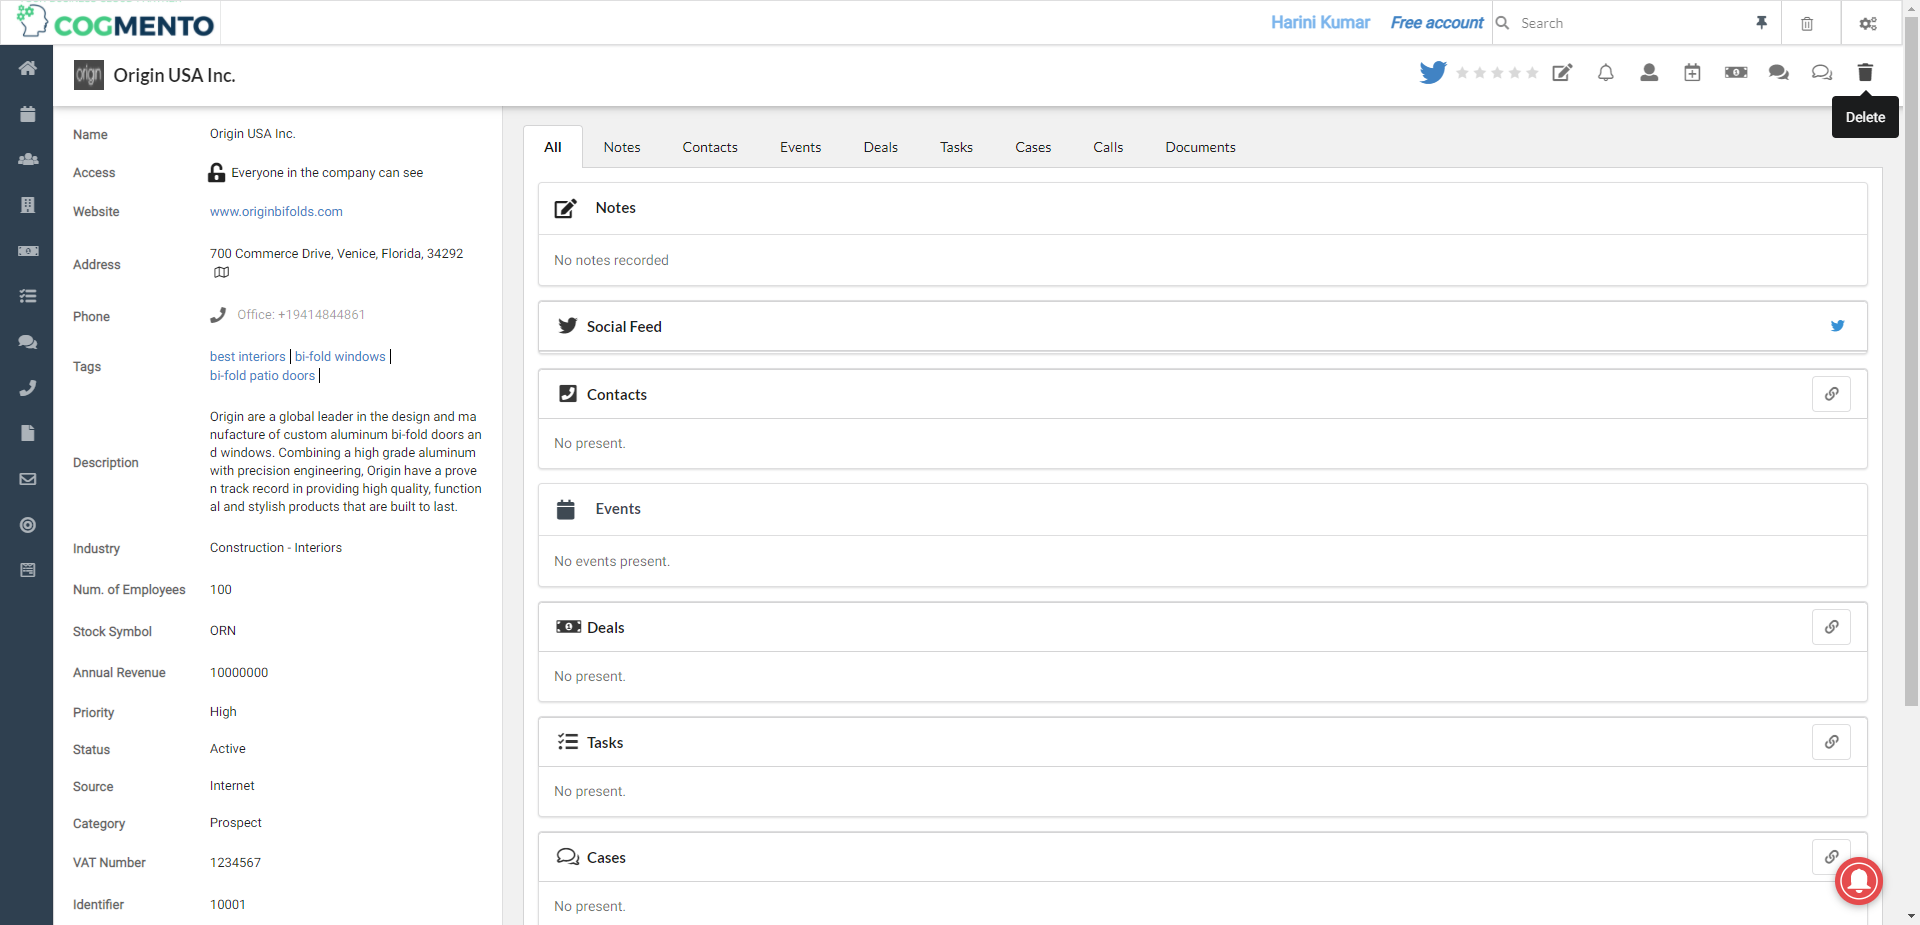 COGMENTO
Harini Kumar
Free account
Search
orign
Origin USA Inc.
Delete
Name
Origin USA Inc.
Access
Everyone in the company can see
Website
www.originbifolds.com
Address
700 Commerce Drive, Venice, Florida, 34292
Phone
Office: +19414844861
Tags
best interiors
bi-fold windows
bi-fold patio doors
Description
Origin are a global leader in the design and ma
nufacture of custom aluminum bi-fold doors an
d windows. Combining a high grade aluminum
with precision engineering, Origin have a prove
n track record in providing high quality, function
al and stylish products that are built to last.
Industry
Construction - Interiors
Num. of Employees
100
Stock Symbol
ORN
Annual Revenue
10000000
Priority
High
Status
Active
Source
Internet
Category
Prospect
VAT Number
1234567
Identifier
10001
All
Notes
Contacts
Events
Deals
Tasks
Cases
Calls
Documents
Notes
No notes recorded
Social Feed
Contacts
No present.
Events
No events present.
Deals
No present.
Tasks
No present.
Cases
No present.